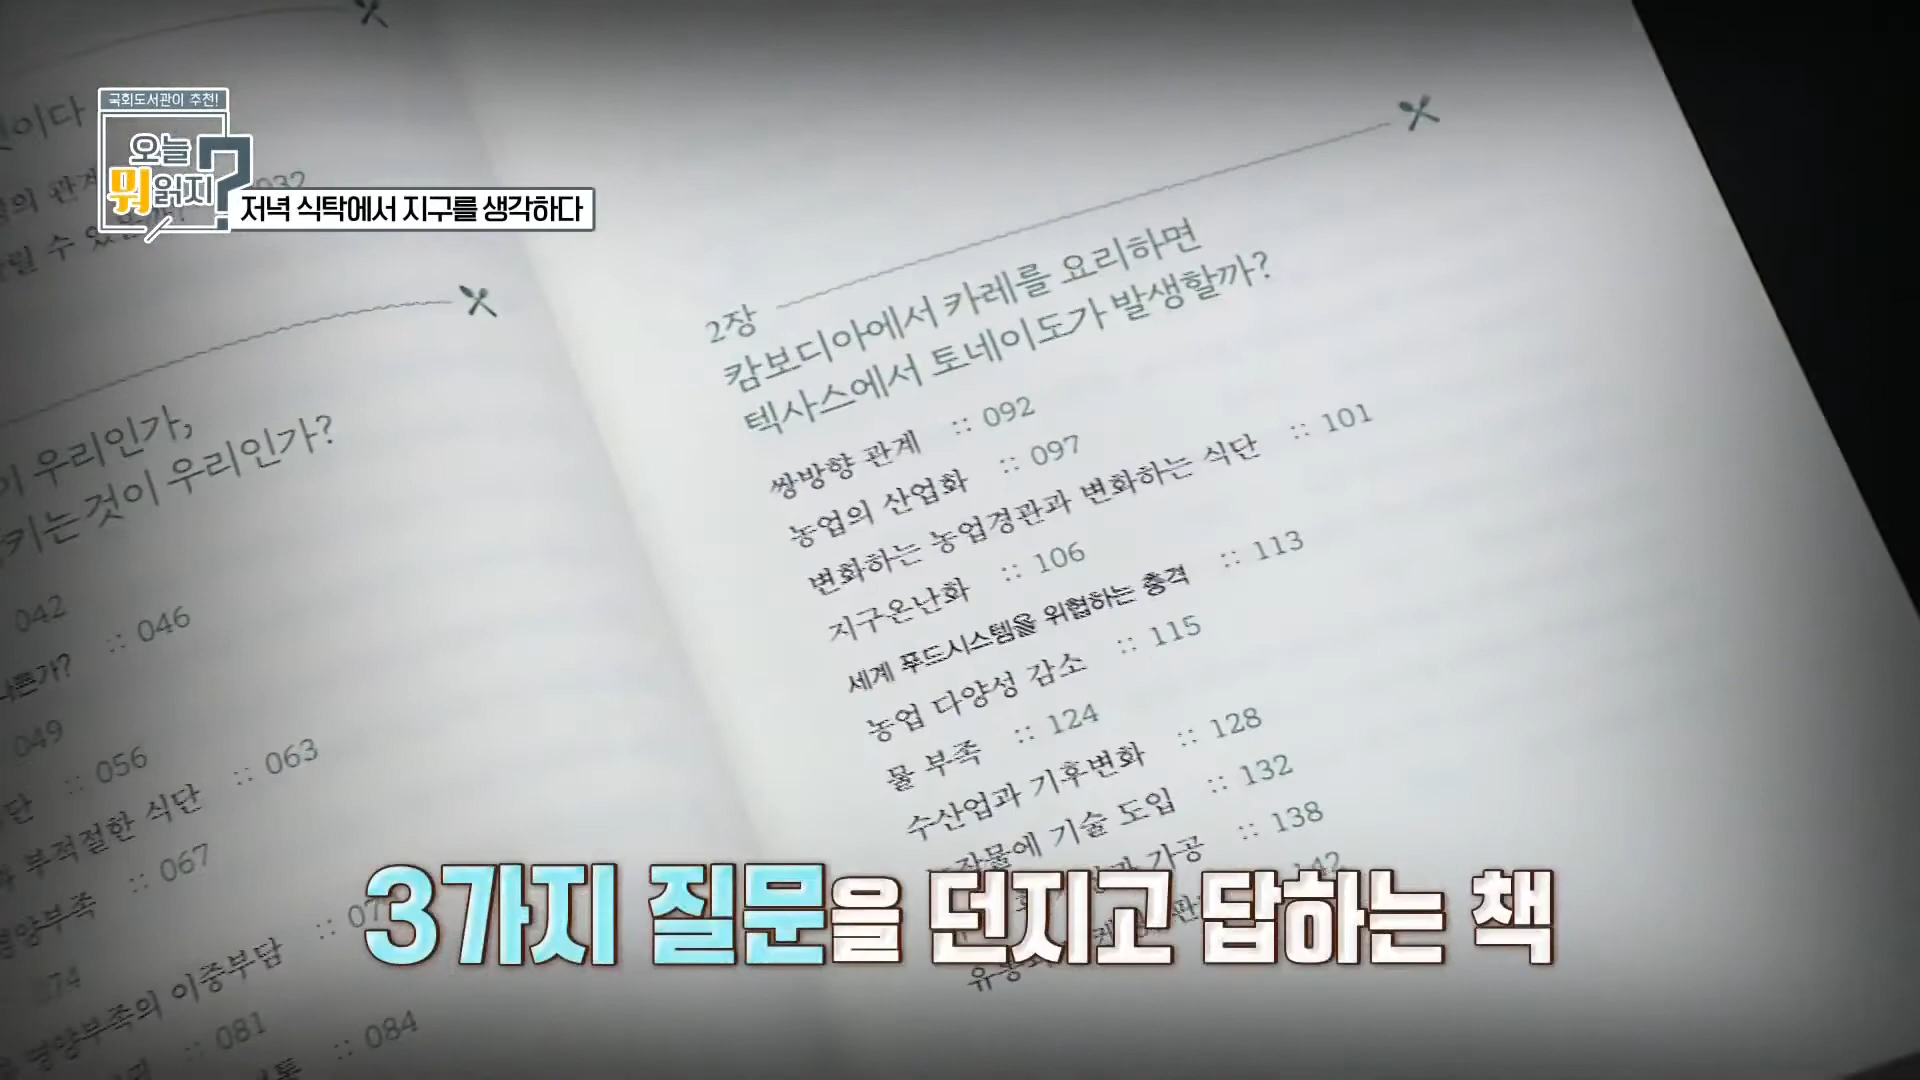 국회도서관이 추천!
오늘
뭐읽지?
저녁 식탁에서 지구를 생각하다
것이다
032
우리인가,
것이 우리인가?
042
:: 046
049
:: 056
부적절한 식단 :: 063
영양부족 :: 067
영양부족의 이중부담
:: 081
:: 084
2장
캄보디아에서 카레를 요리하면
텍사스에서 토네이도가 발생할까?
쌍방향 관계 :: 092
농업의 산업화 :: 097
변화하는 농업경관과 변화하는 식단 :: 101
지구온난화 :: 106
세계 푸드시스템을 위협하는 충격 :: 113
농업 다양성 감소 :: 115
물 부족 :: 124
수산업과 기후변화 :: 128
기술 도입 :: 132
가공 :: 138
142
3가지 질문을 던지고 답하는 책